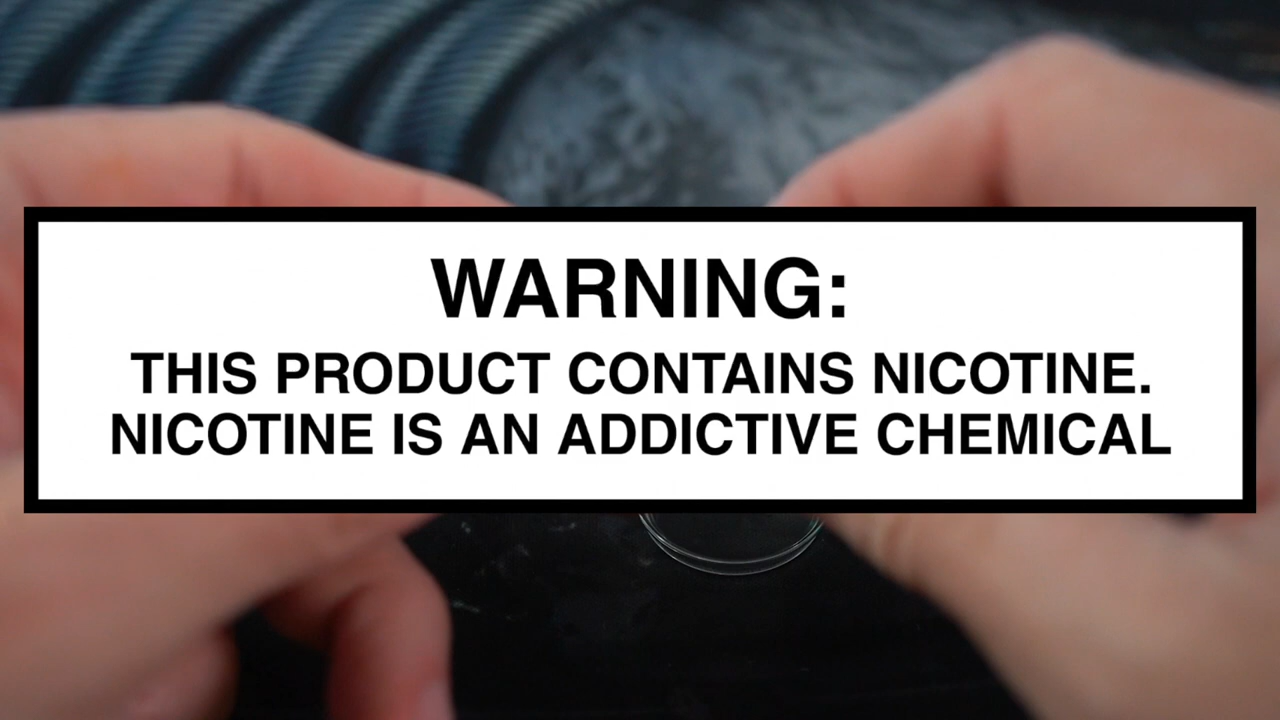 WARNING:
THIS PRODUCT CONTAINS NICOTINE.
NICOTINE IS AN ADDICTIVE CHEMICAL